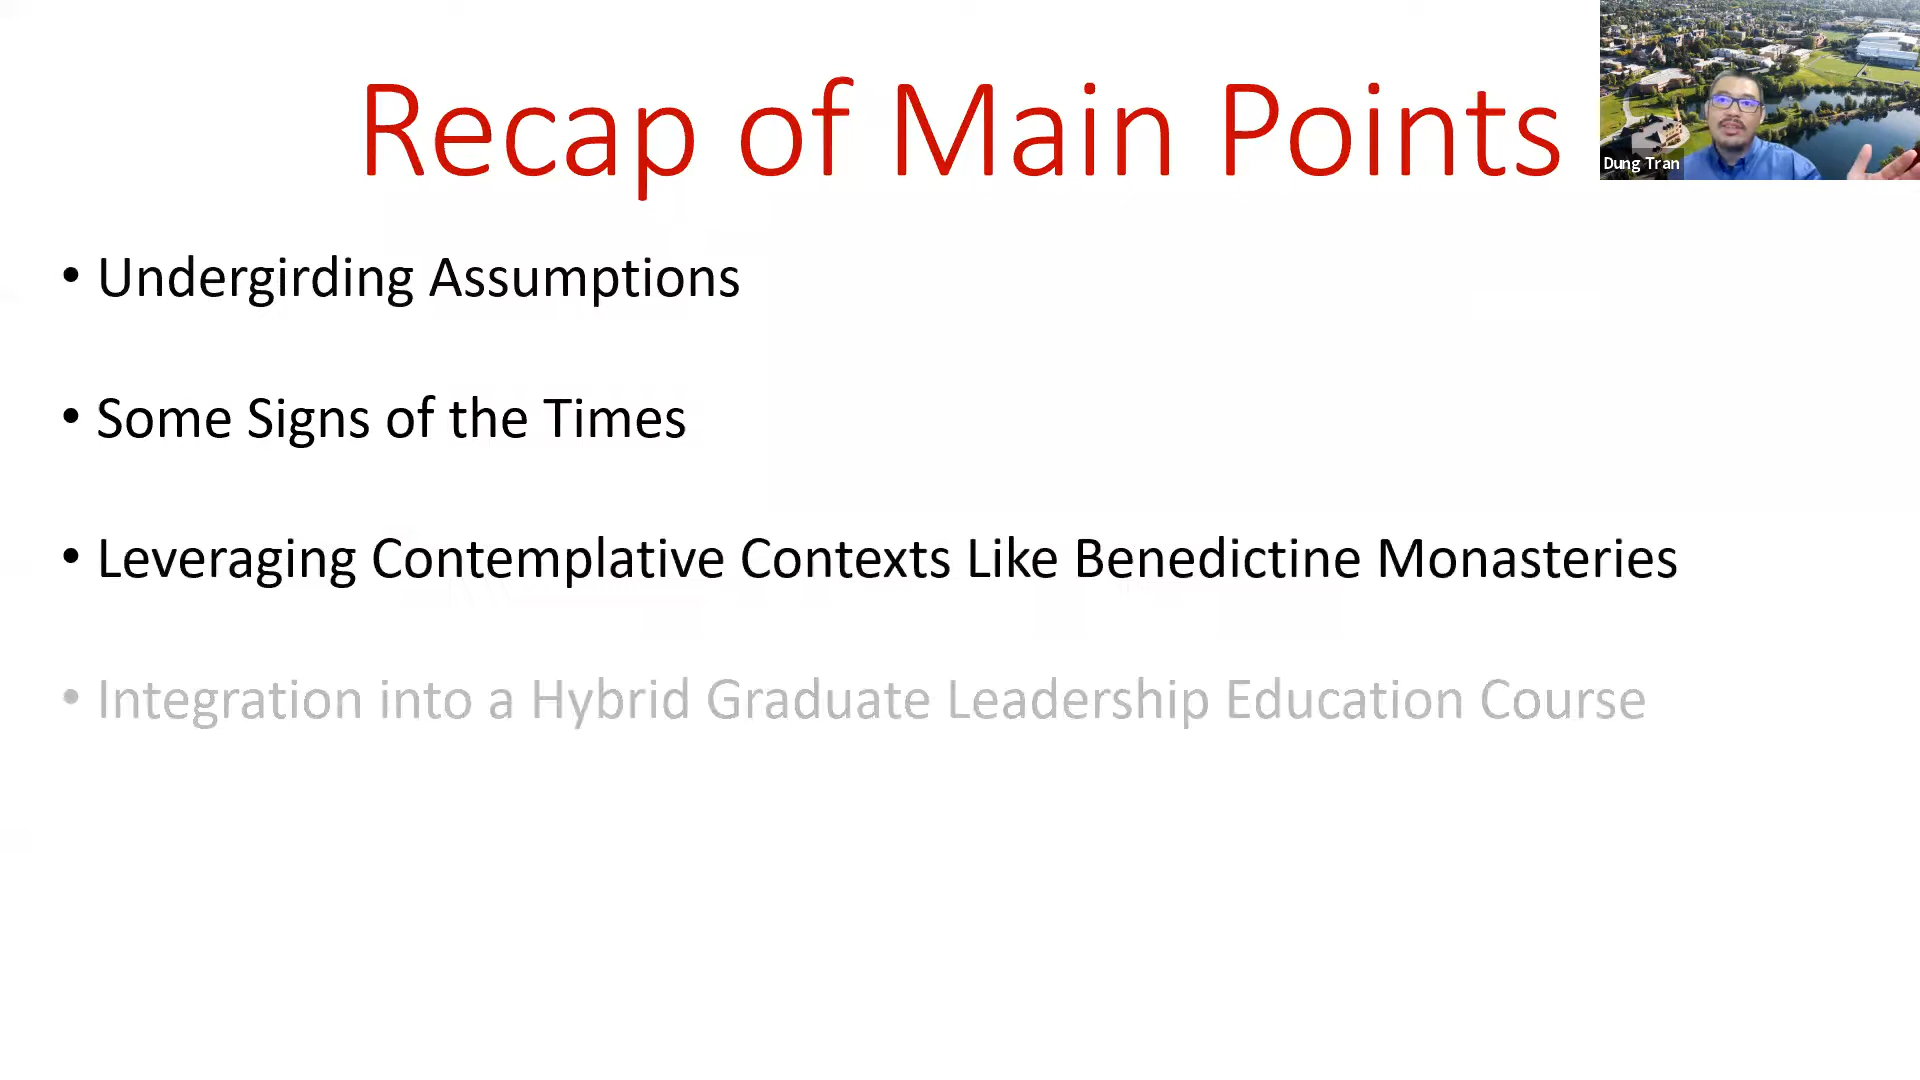 Recap of Main Points
Dung Tran
• Undergirding Assumptions
• Some Signs of the Times
• Leveraging Contemplative Contexts Like Benedictine Monasteries
• Integration into a Hybrid Graduate Leadership Education Course